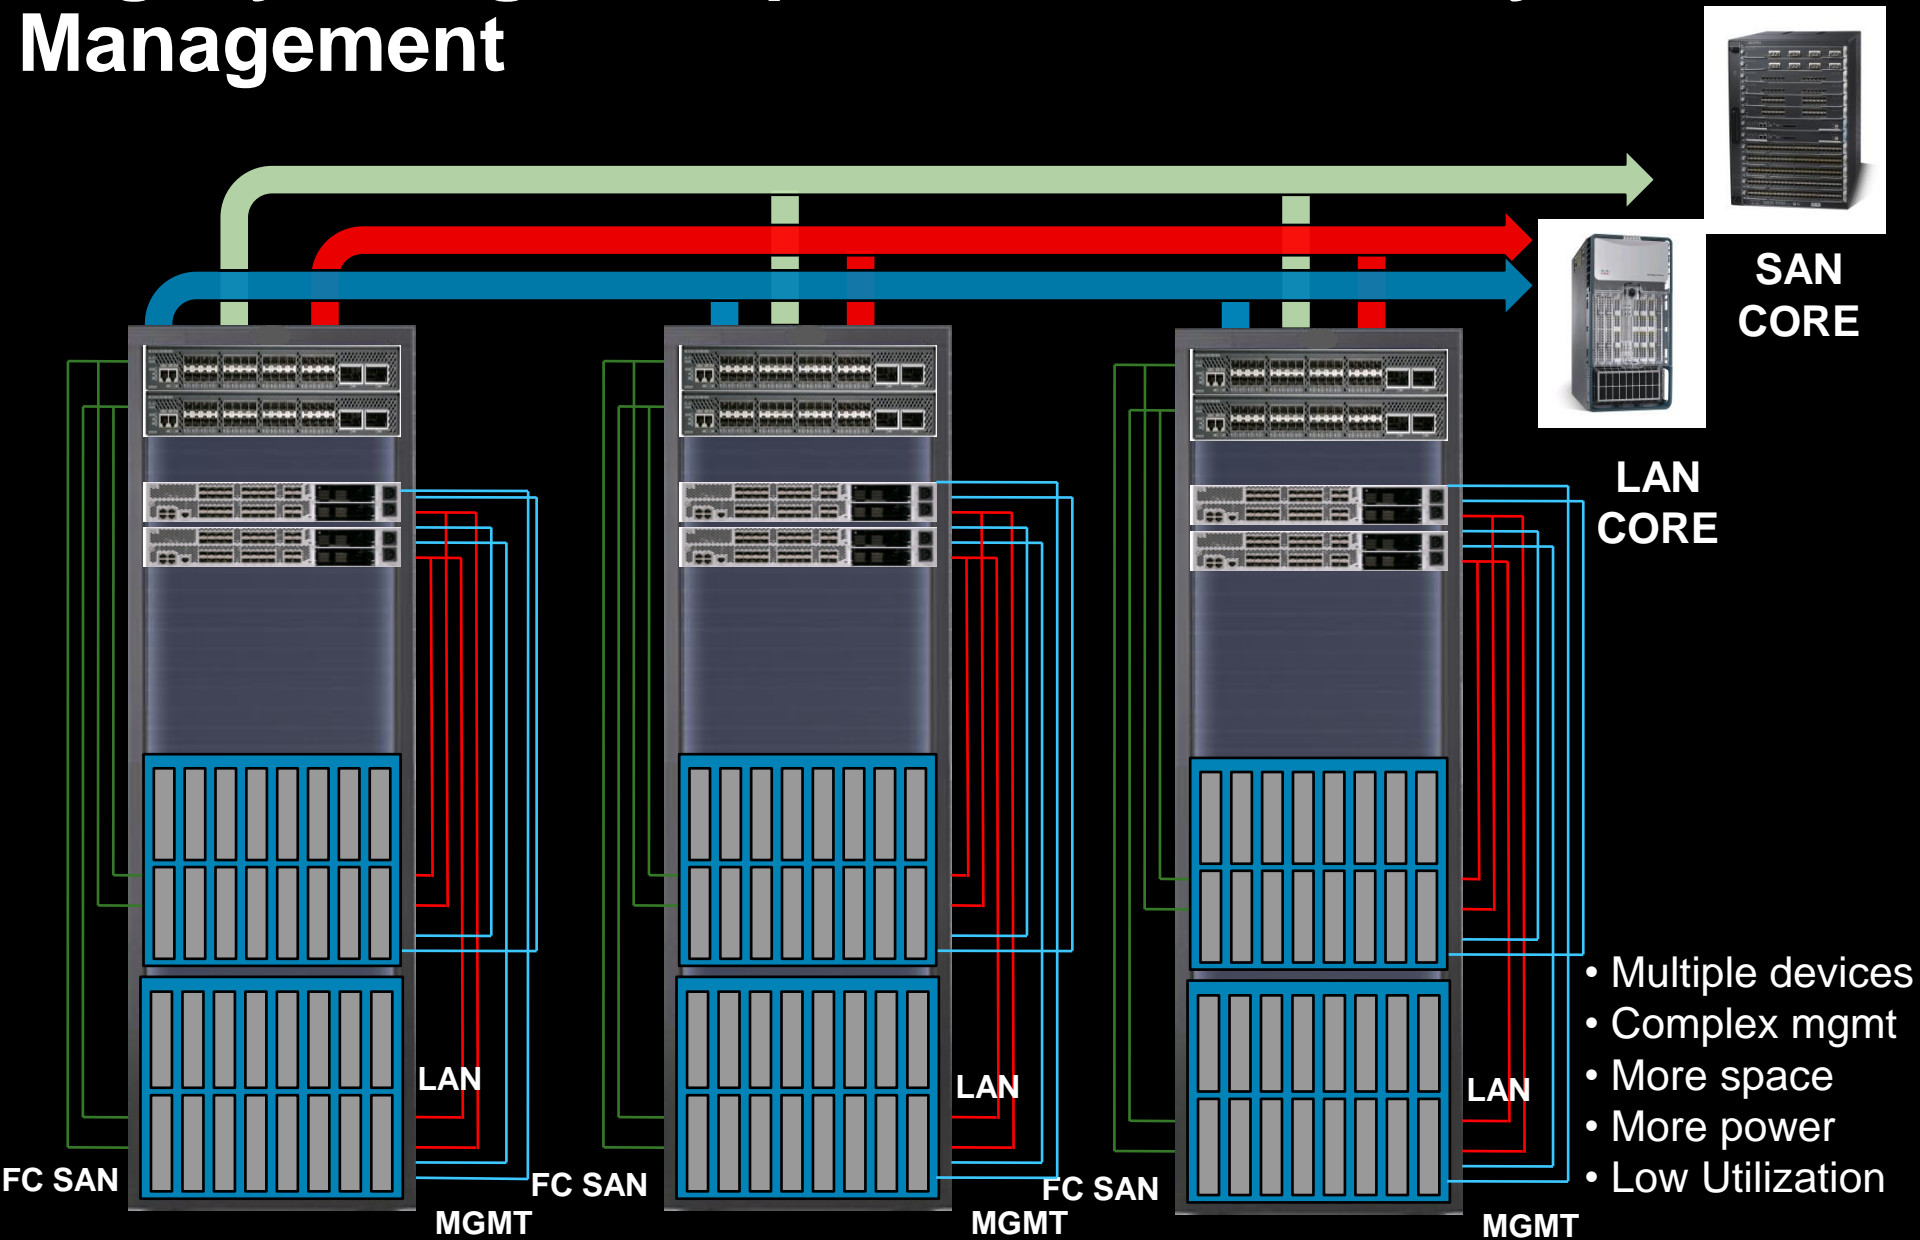 Management
SAN
CORE
LAN
CORE
• Multiple devices
• Complex mgmt
• More space
• More power
• Low Utilization
LAN
FC SAN
MGMT
LAN
FC SAN
MGMT
LAN
FC SAN
MGMT